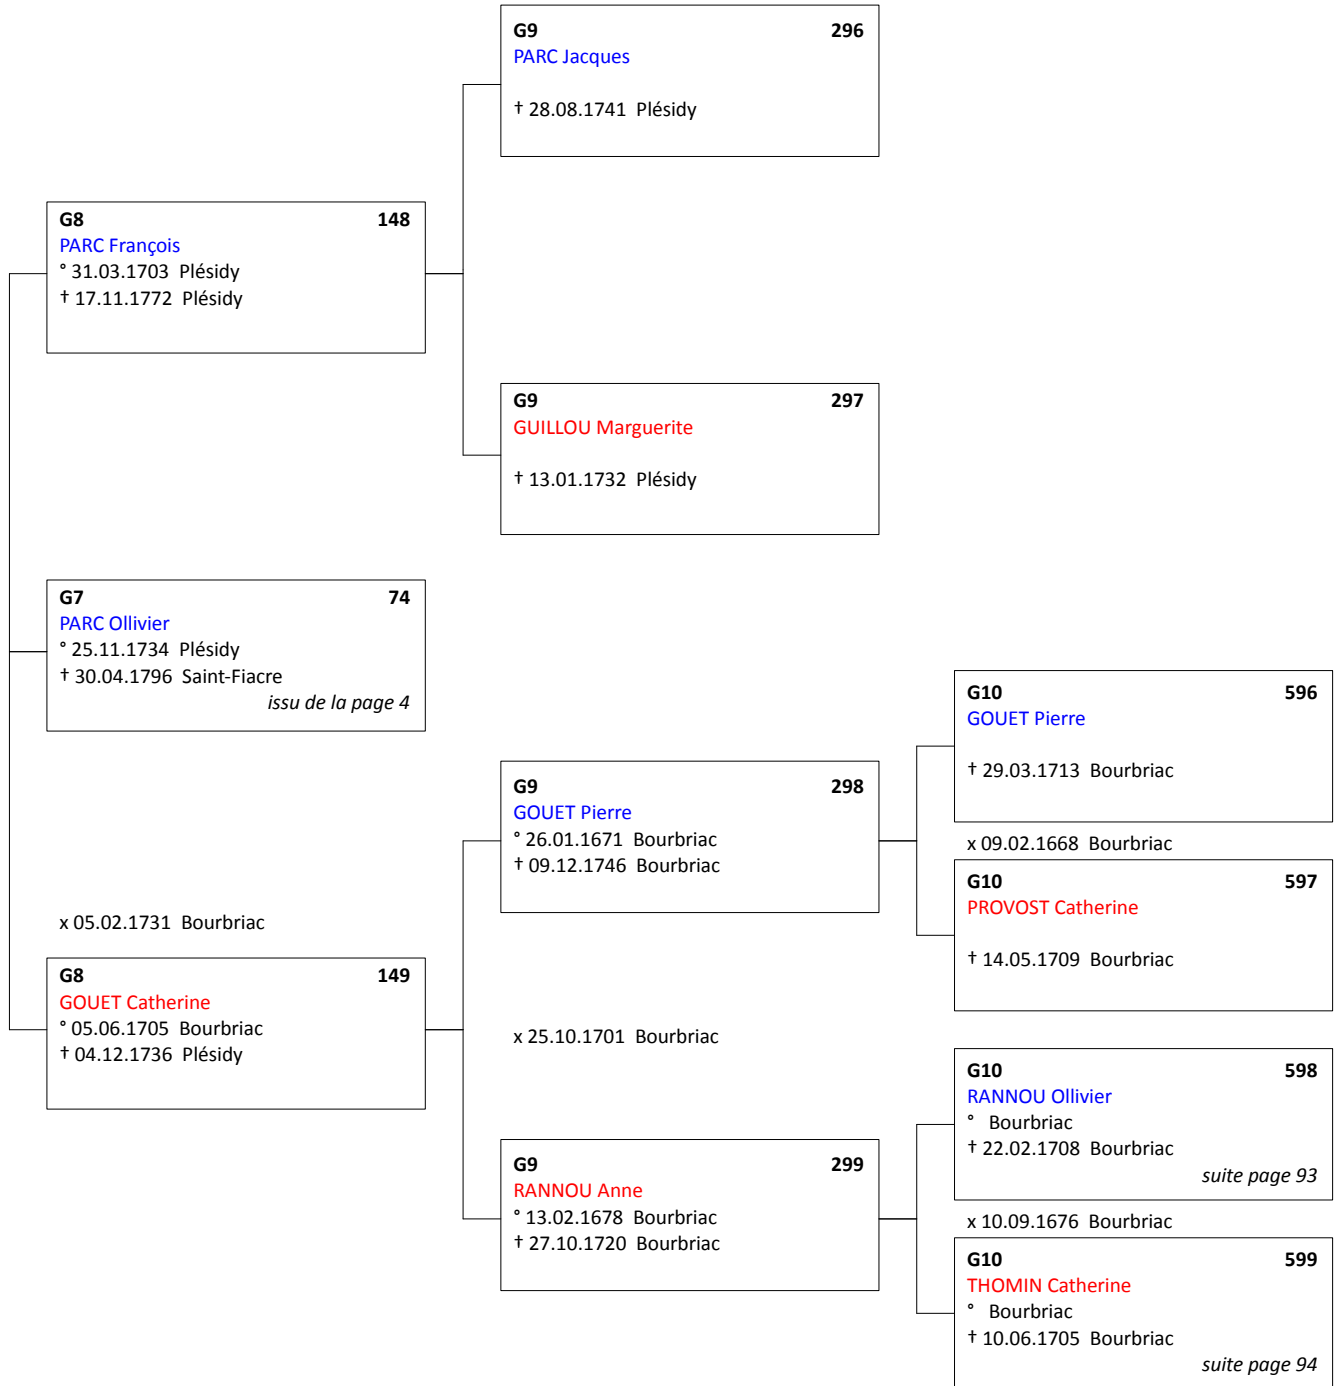 G9 296
PARC Jacques
† 28.08.1741 Plésidy
G8 148
PARC François
° 31.03.1703 Plésidy
† 17.11.1772 Plésidy
G9 297
GUILLOU Marguerite
† 13.01.1732 Plésidy
G7 74
PARC Ollivier
° 25.11.1734 Plésidy
† 30.04.1796 Saint-Fiacre
issu de la page 4
G10 596
GOUET Pierre
† 29.03.1713 Bourbriac
G9 298
GOUET Pierre
° 26.01.1671 Bourbriac
† 09.12.1746 Bourbriac
x 09.02.1668 Bourbriac
G10 597
PROVOST Catherine
† 14.05.1709 Bourbriac
x 05.02.1731 Bourbriac
G8 149
GOUET Catherine
° 05.06.1705 Bourbriac
† 04.12.1736 Plésidy
x 25.10.1701 Bourbriac
G10 598
RANNOU Ollivier
° Bourbriac
† 22.02.1708 Bourbriac
suite page 93
G9 299
RANNOU Anne
° 13.02.1678 Bourbriac
† 27.10.1720 Bourbriac
x 10.09.1676 Bourbriac
G10 599
THOMIN Catherine
° Bourbriac
† 10.06.1705 Bourbriac
suite page 94